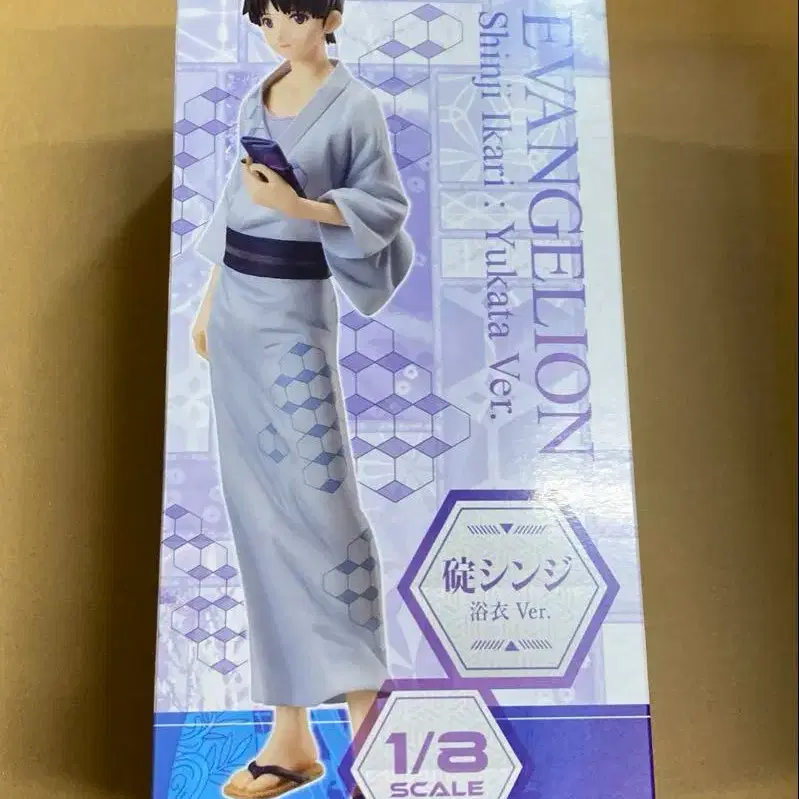 EVANGELION
Shinji Ikari : Yukata Ver.
碇シンジ
浴衣 Ver.
1/8
SCALE